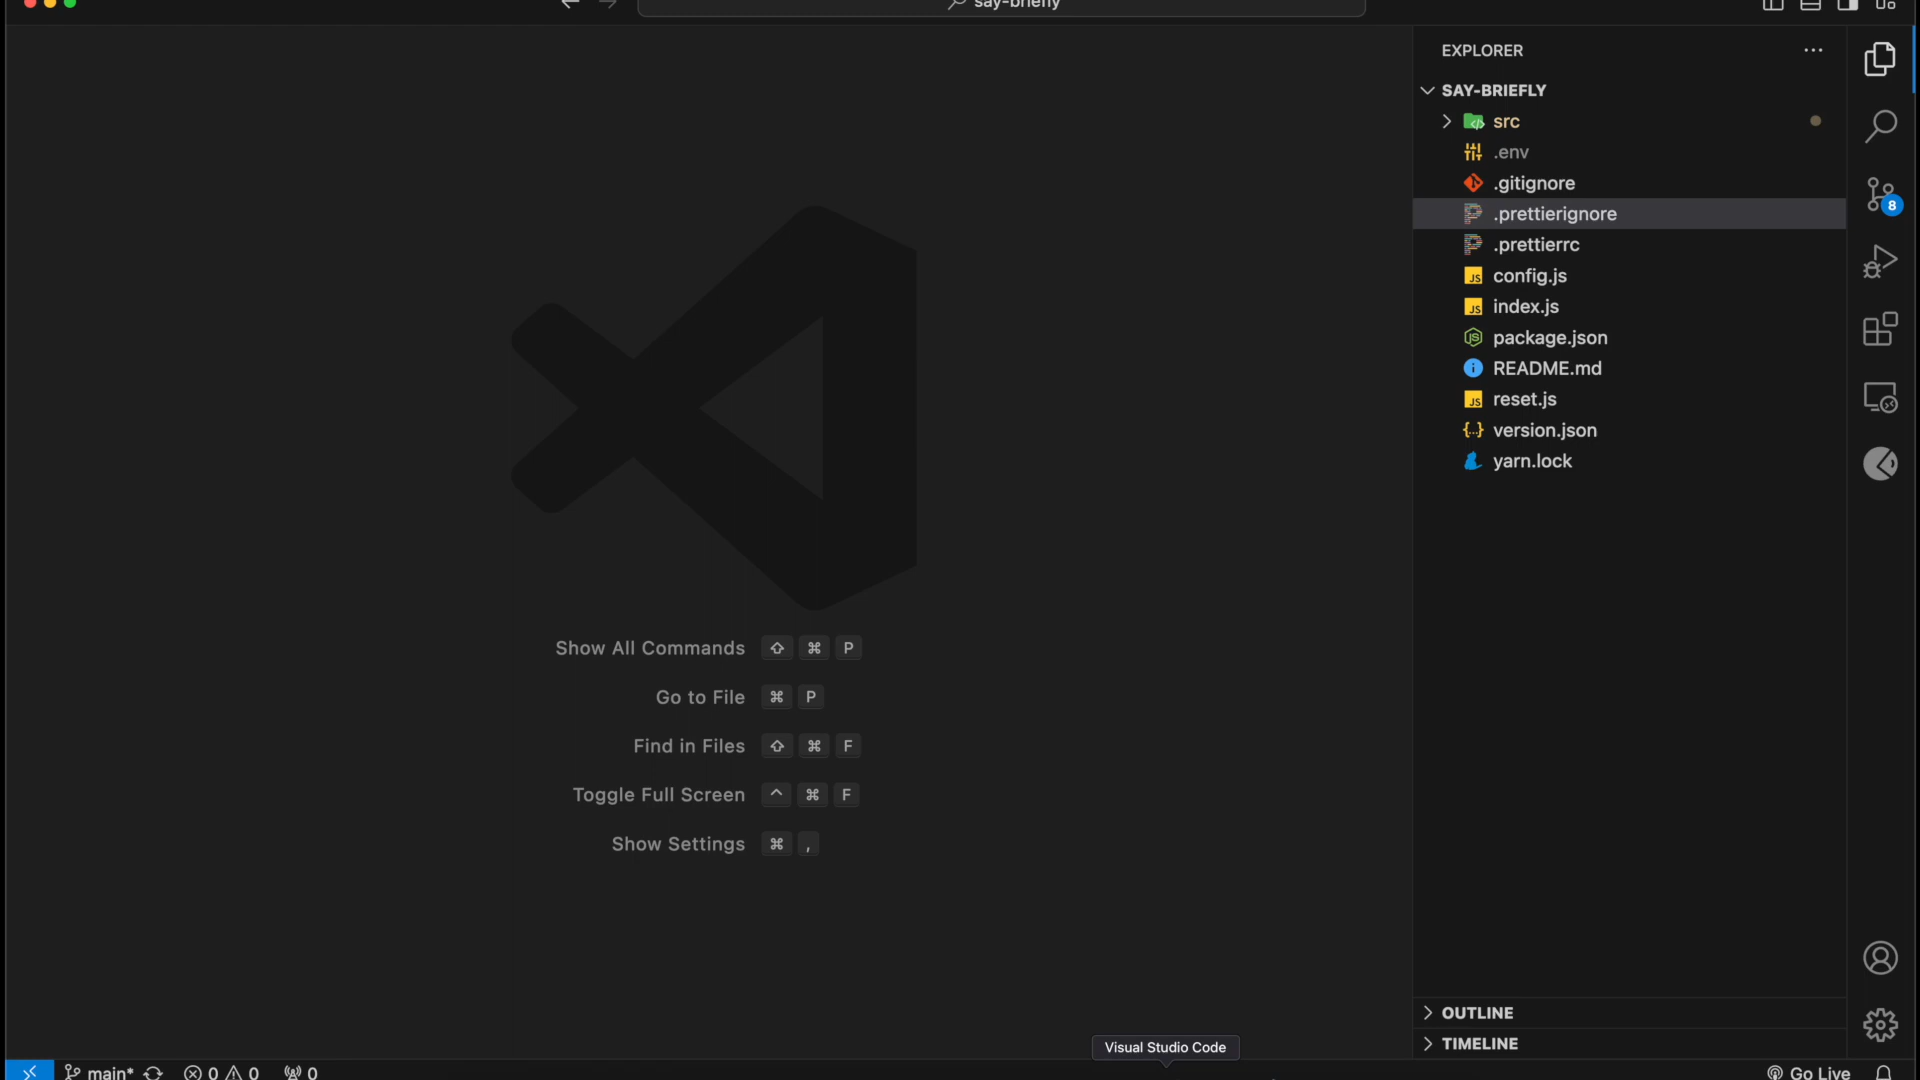 say-briefly
EXPLORER
SAY-BRIEFLY
src
.env
.gitignore
.prettierignore
.prettierrc
config.js
index.js
package.json
README.md
reset.js
version.json
yarn.lock
8
Show All Commands ⇧ ⌘ P
Go to File ⌘ P
Find in Files ⇧ ⌘ F
Toggle Full Screen ^ ⌘ F
Show Settings ⌘ ,
OUTLINE
TIMELINE
Visual Studio Code
main* 0 0 0
Go Live